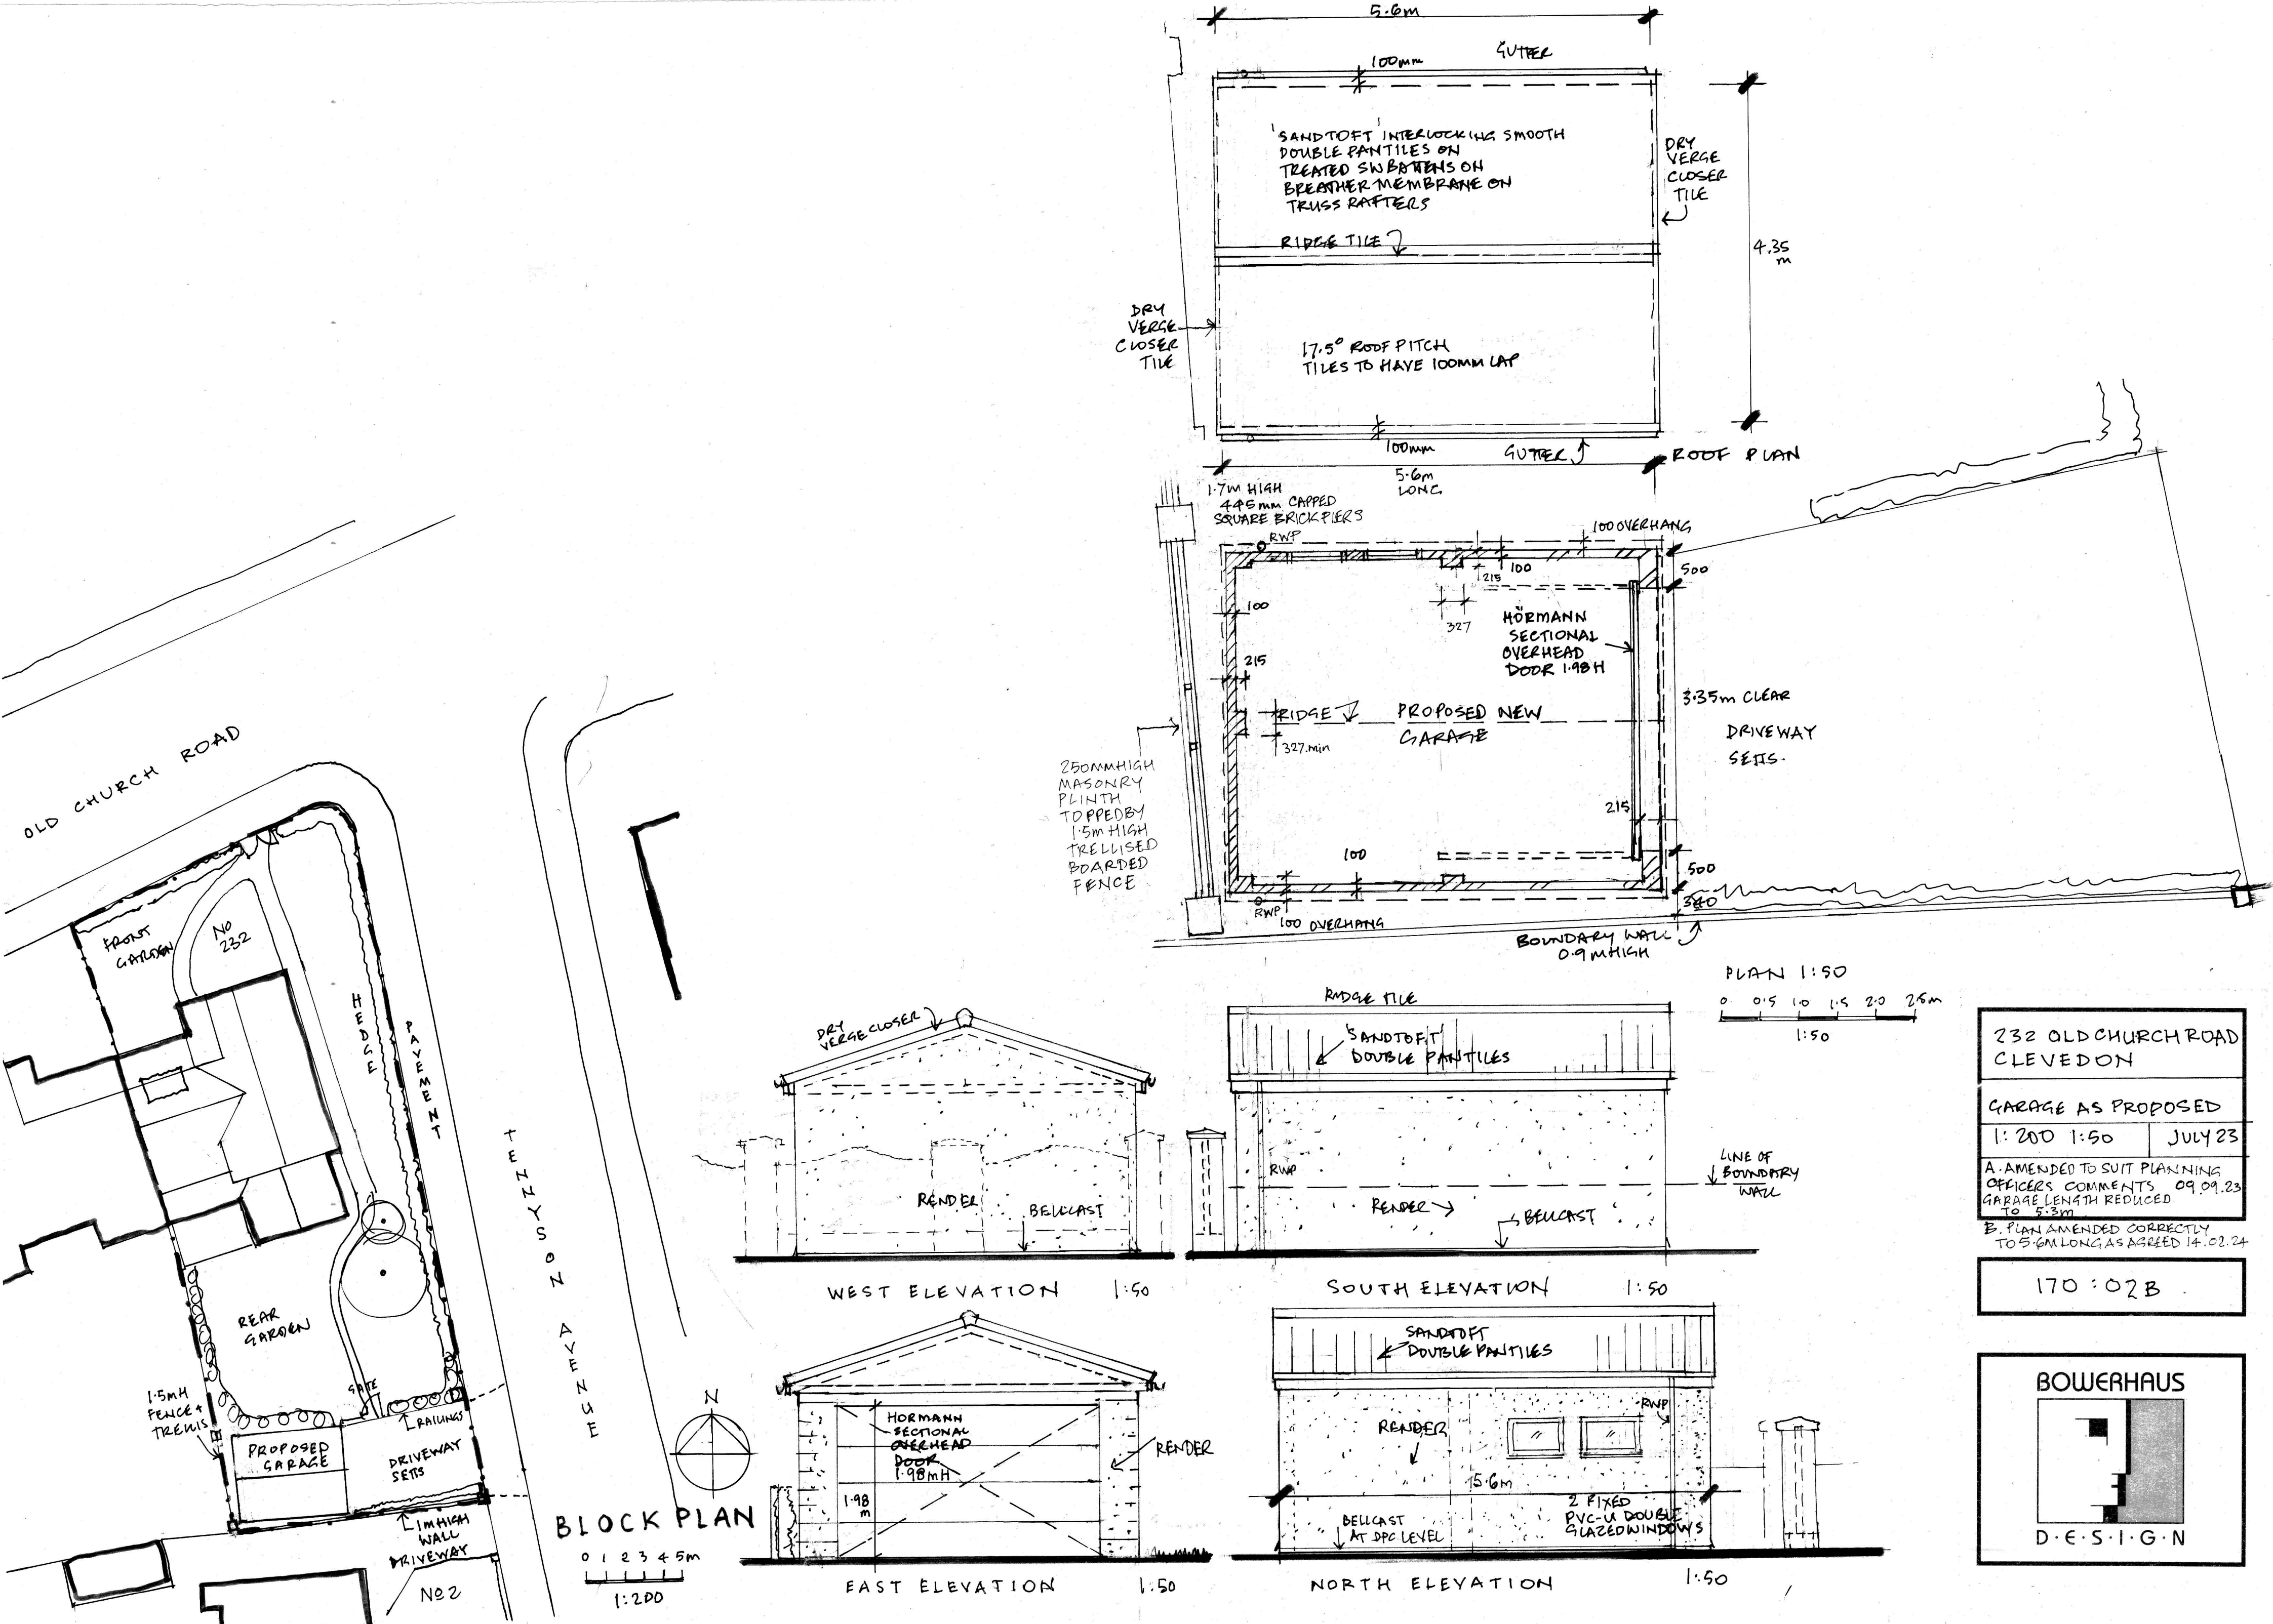 5.6m
100mm
GUTTER
'SANDTOFT' INTERLOCKING SMOOTH
DOUBLE PANTILES ON
TREATED SW BATTENS ON
BREATHER MEMBRANE ON
TRUSS RAFTERS
DRY
VERGE
CLOSER
TILE
RIDGE TILE
4.35
m
DRY
VERGE
CLOSER
TILE
17.5° ROOF PITCH
TILES TO HAVE 100MM LAP
100mm
GUTTER
ROOF PLAN
5.6m
LONG
1.7m HIGH
445mm CAPPED
SQUARE BRICK PIERS
RWP
100 OVERHANG
500
215
100
100
327
HÖRMANN
SECTIONAL
OVERHEAD
DOOR 1.98H
215
3.35m CLEAR
RIDGE
PROPOSED NEW
GARAGE
327.min
DRIVEWAY
SETTS.
250MMHIGH
MASONRY
PLINTH
TOPPED BY
1.5m HIGH
TRELLISED
BOARDED
FENCE
215
100
500
340
RWP
100 OVERHANG
BOUNDARY WALL
0.9 M HIGH
PLAN 1:50
0 0.5 1.0 1.5 2.0 2.5m
1:50
OLD CHURCH ROAD
FRONT
GARDEN
NO
232
HEDGE
PAVEMENT
TENNYSON AVENUE
REAR
GARDEN
GATE
RAILINGS
1.5mH
FENCE +
TRELLIS
PROPOSED
GARAGE
DRIVEWAY
SETTS
1M HIGH
WALL
DRIVEWAY
No2
N
BLOCK PLAN
0 1 2 3 4 5m
1:200
DRY
VERGE CLOSER
RENDER
BELLCAST
WEST ELEVATION 1:50
RIDGE TILE
'SANDTOFT'
DOUBLE PANTILES
RWP
RENDER
BELLCAST
LINE OF
BOUNDARY
WALL
SOUTH ELEVATION 1:50
HORMANN
SECTIONAL
OVERHEAD
DOOR
1.98mH
1.98
m
RENDER
EAST ELEVATION 1:50
SANDTOFT
DOUBLE PANTILES
RENDER
RWP
5.6m
BELLCAST
AT DPC LEVEL
2 FIXED
PVC-U DOUBLE
GLAZED WINDOWS
NORTH ELEVATION 1:50
232 OLD CHURCH ROAD
CLEVEDON
GARAGE AS PROPOSED
1:200 1:50 JULY 23
A. AMENDED TO SUIT PLANNING
OFFICERS COMMENTS 09.09.23
GARAGE LENGTH REDUCED
TO 5.3m
B. PLAN AMENDED CORRECTLY
TO 5.6M LONG AS AGREED 14.02.24
170:02B
BOWERHAUS
D·E·S·I·G·N